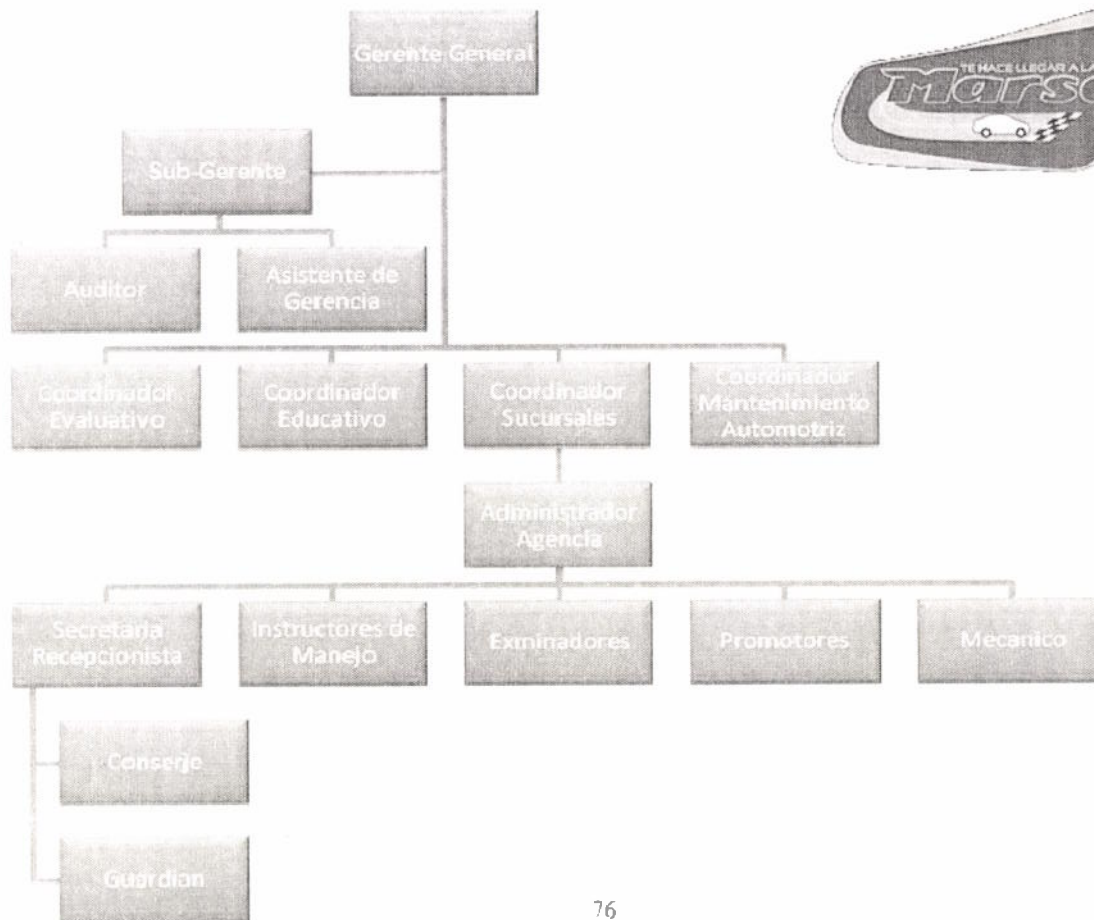 Gerente General
TE HACE LLEGAR A LA
Sub-Gerente
Auditor
Asistente de
Gerencia
Coordinador
Evaluativo
Coordinador
Educativo
Coordinador
Sucursales
Coordinador
Mantenimiento
Automotriz
Administrador
Agencia
Secretaria
Recepcionista
Instructores de
Manejo
Exminadores
Promotores
Mecanico
Conserje
Guardian
76